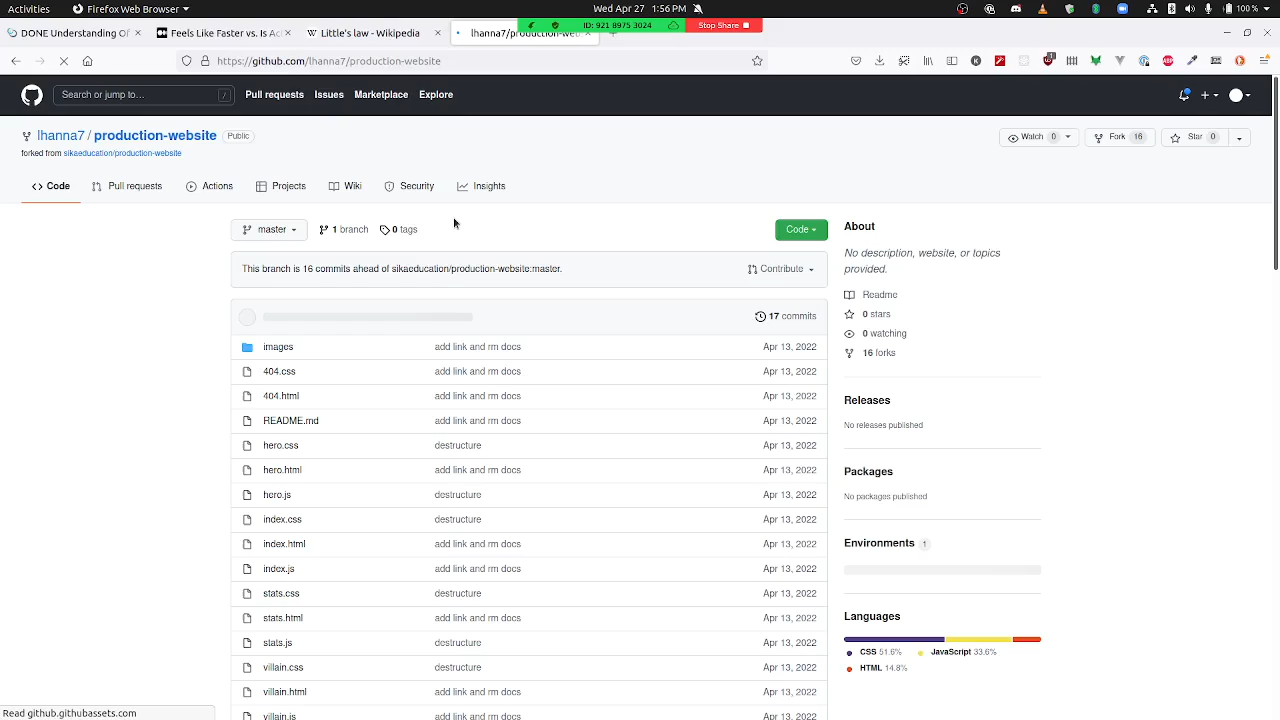 Activities Firefox Web Browser Wed Apr 27 1:56 PM 100 %
ID: 921 8975 3024 Stop Share
DONE Understanding Of Feels Like Faster vs. Is Ac Little's law - Wikipedia lhanna7/production-web
https://github.com/lhanna7/production-website
Search or jump to... / Pull requests Issues Marketplace Explore
lhanna7 / production-website Public
forked from sikaeducation/production-website
Watch 0 Fork 16 Star 0
Code Pull requests Actions Projects Wiki Security Insights
master 1 branch 0 tags Code
This branch is 16 commits ahead of sikaeducation/production-website:master. Contribute
17 commits
images add link and rm docs Apr 13, 2022
404.css add link and rm docs Apr 13, 2022
404.html add link and rm docs Apr 13, 2022
README.md add link and rm docs Apr 13, 2022
hero.css destructure Apr 13, 2022
hero.html add link and rm docs Apr 13, 2022
hero.js destructure Apr 13, 2022
index.css destructure Apr 13, 2022
index.html add link and rm docs Apr 13, 2022
index.js add link and rm docs Apr 13, 2022
stats.css destructure Apr 13, 2022
stats.html add link and rm docs Apr 13, 2022
stats.js destructure Apr 13, 2022
villain.css destructure Apr 13, 2022
villain.html add link and rm docs Apr 13, 2022
villain.js add link and rm docs Apr 13, 2022
About
No description, website, or topics
provided.
Readme
0 stars
0 watching
16 forks
Releases
No releases published
Packages
No packages published
Environments 1
Languages
CSS 51.6% JavaScript 33.6%
HTML 14.8%
Read github.githubassets.com